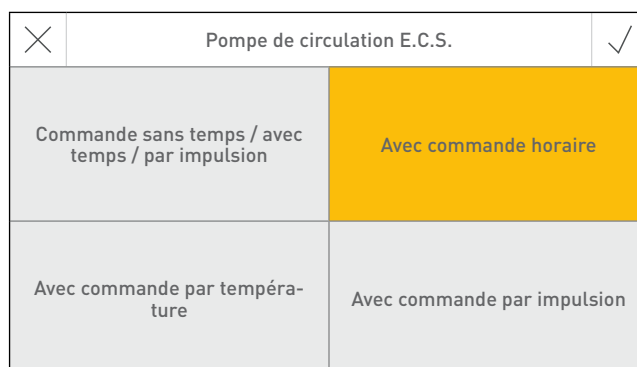 Pompe de circulation E.C.S.
Commande sans temps / avec
temps / par impulsion
Avec commande horaire
Avec commande par tempéra-
ture
Avec commande par impulsion